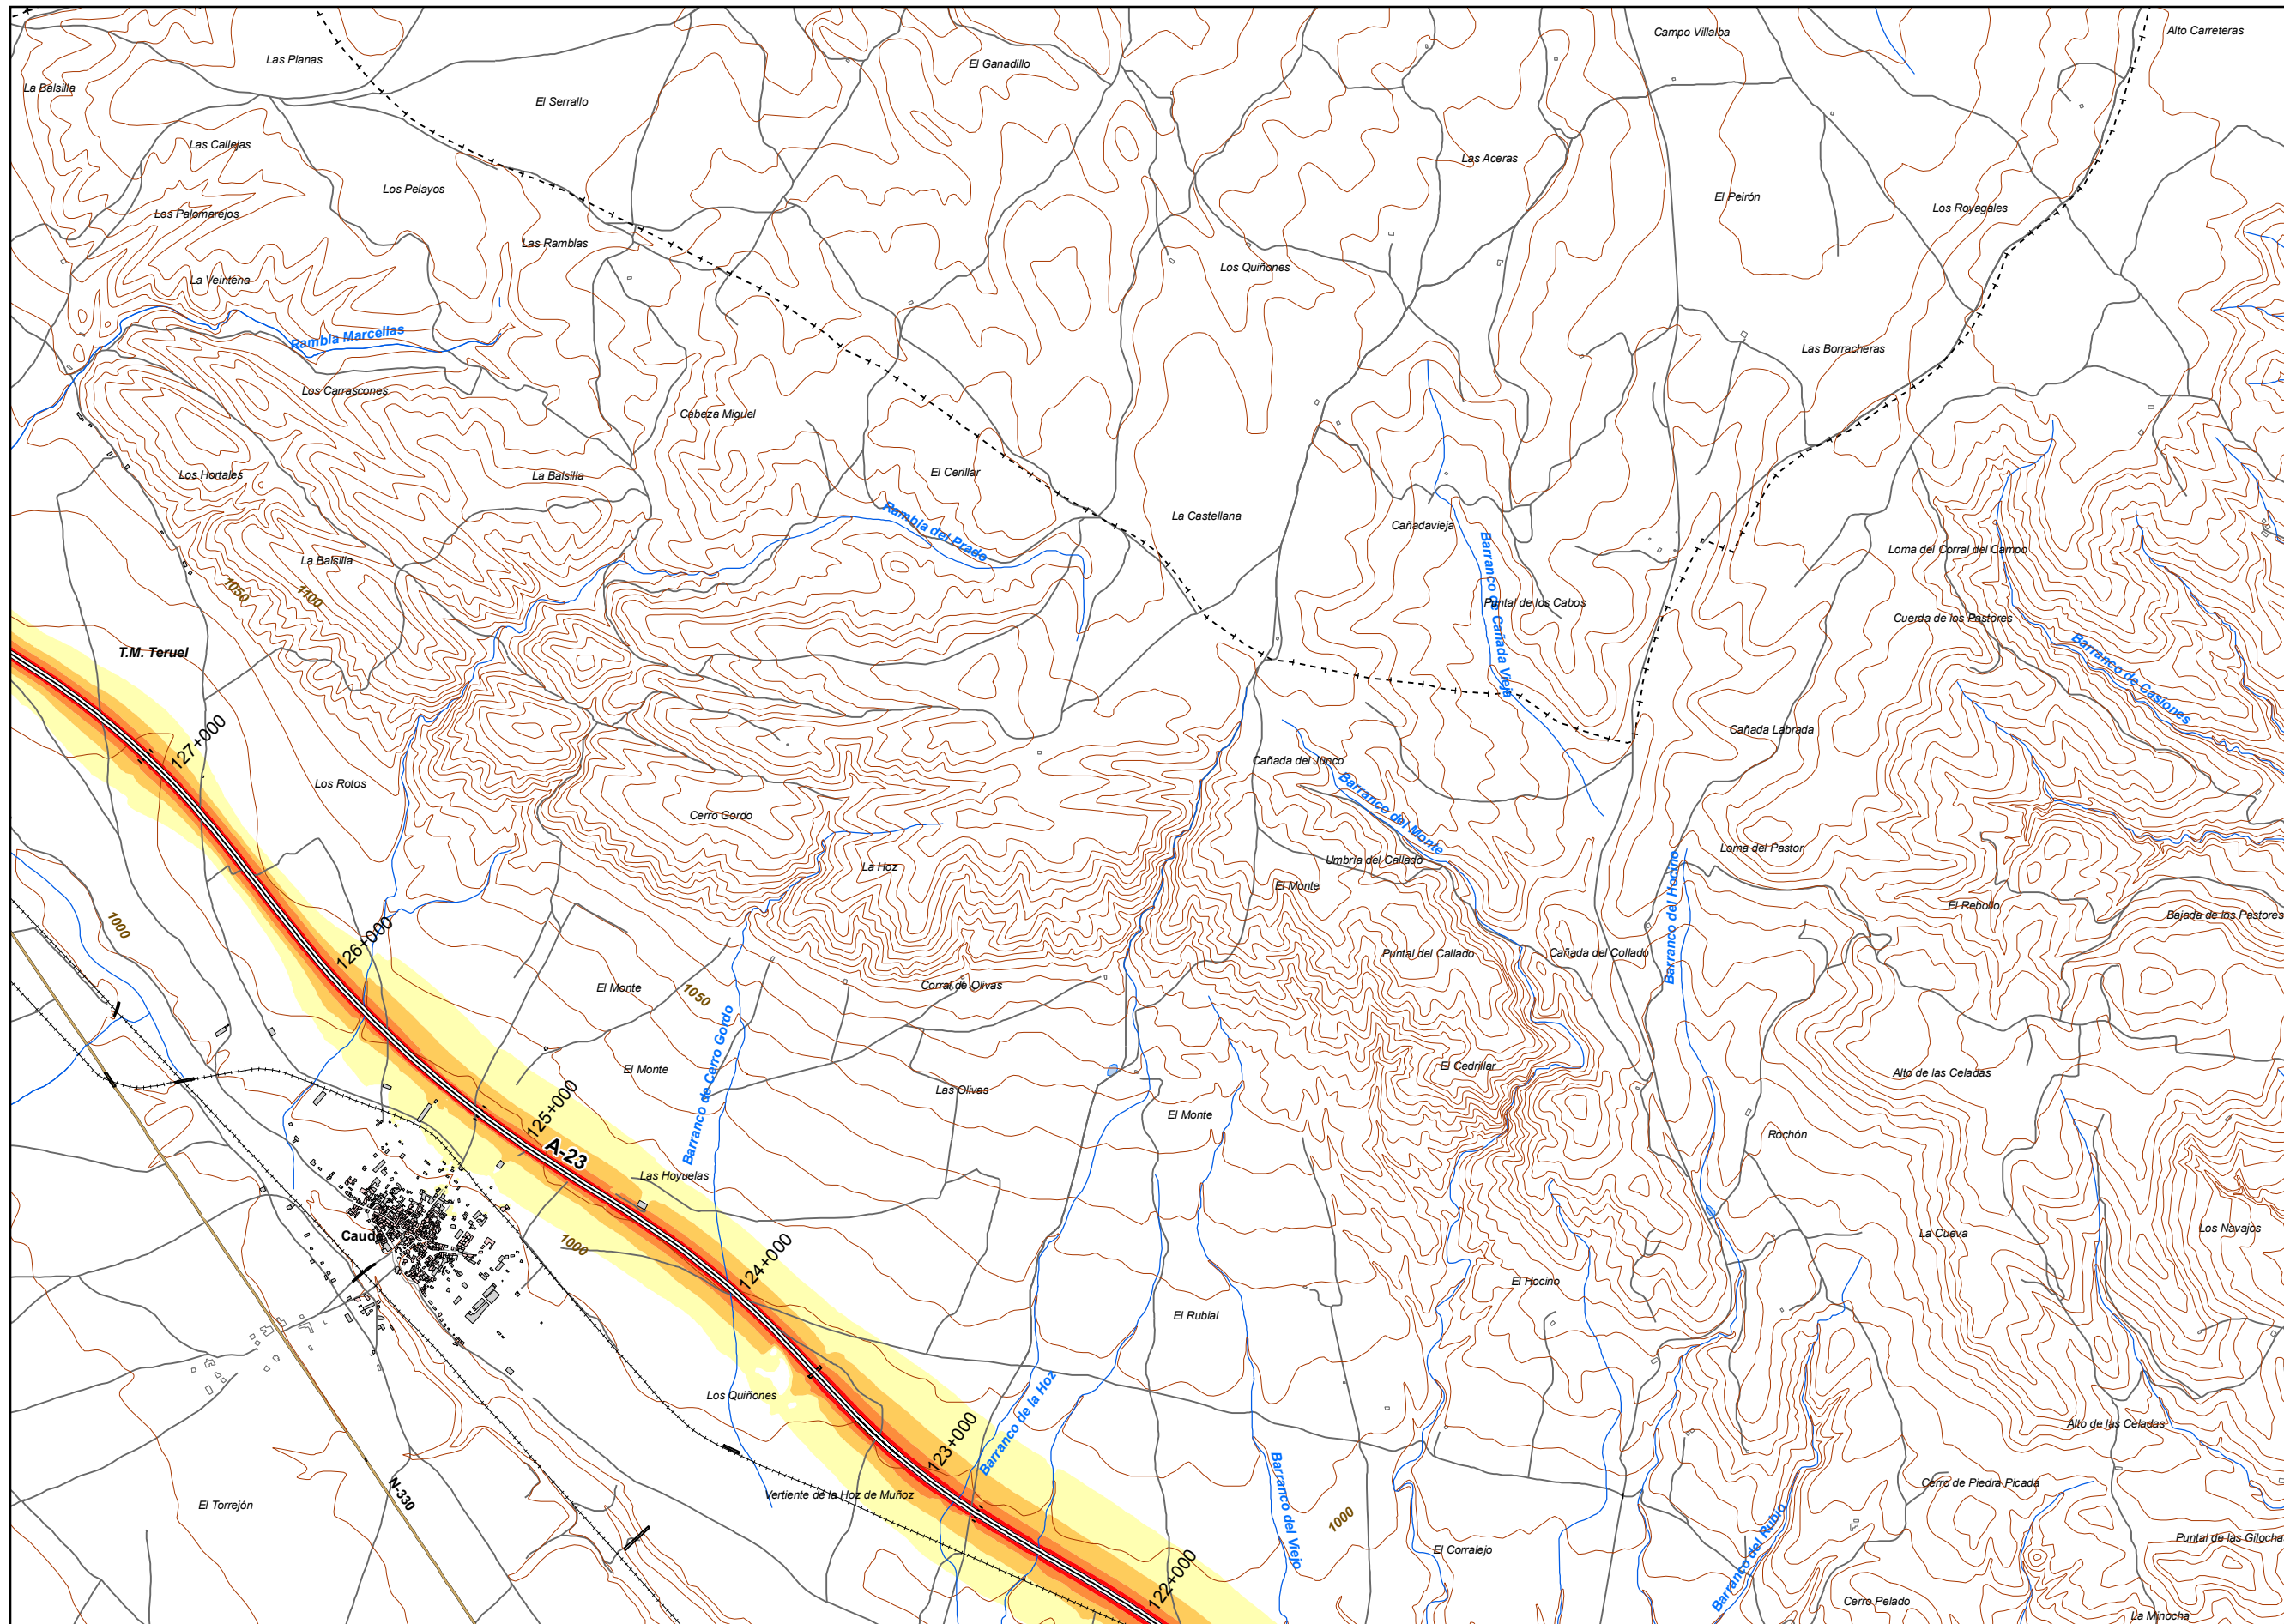 Las Planas
La Balsilla
El Serrallo
El Ganadillo
Campo Villalba
Alto Carreteras
Las Callejas
Los Pelayos
Las Aceras
El Peirón
Los Royagales
Los Palomarejos
Las Ramblas
La Veintena
Los Quiñones
Rambla Marcellas
Las Borracheras
Los Carrascones
Cabeza Miguel
Los Hortales
La Balsilla
El Cerillar
Rambla del Prado
La Castellana
Cañadavieja
Barranco de Cañada Vieja
Loma del Corral del Campo
La Balsilla
1050
1100
Puntal de los Cabos
Cuerda de los Pastores
Barranco de Casiones
T.M. Teruel
127+000
Los Rotos
Cañada Labrada
Cañada del Junco
Barranco del Monte
Cerro Gordo
La Hoz
Umbría del Callado
Loma del Pastor
El Monte
Barranco del Hocino
El Rebollo
Bajada de los Pastores
1000
126+000
El Monte
1050
Corral de Olivas
Puntal del Callado
Cañada del Collado
Barranco de Cerro Gordo
El Monte
El Cedrillar
Alto de las Celadas
Las Olivas
125+000
El Monte
Rochón
A-23
Las Hoyuelas
Caudé
1000
La Cueva
Los Navajos
124+000
El Hocino
El Rubial
Los Quiñones
Barranco de la Hoz
123+000
Alto de las Celadas
N-330
El Torrejón
Vertiente de la Hoz de Muñoz
Barranco del Viejo
1000
Cerro de Piedra Picada
Barranco del Rubio
El Corralejo
Puntal de las Gilocha
122+000
Cerro Pelado
La Minocha